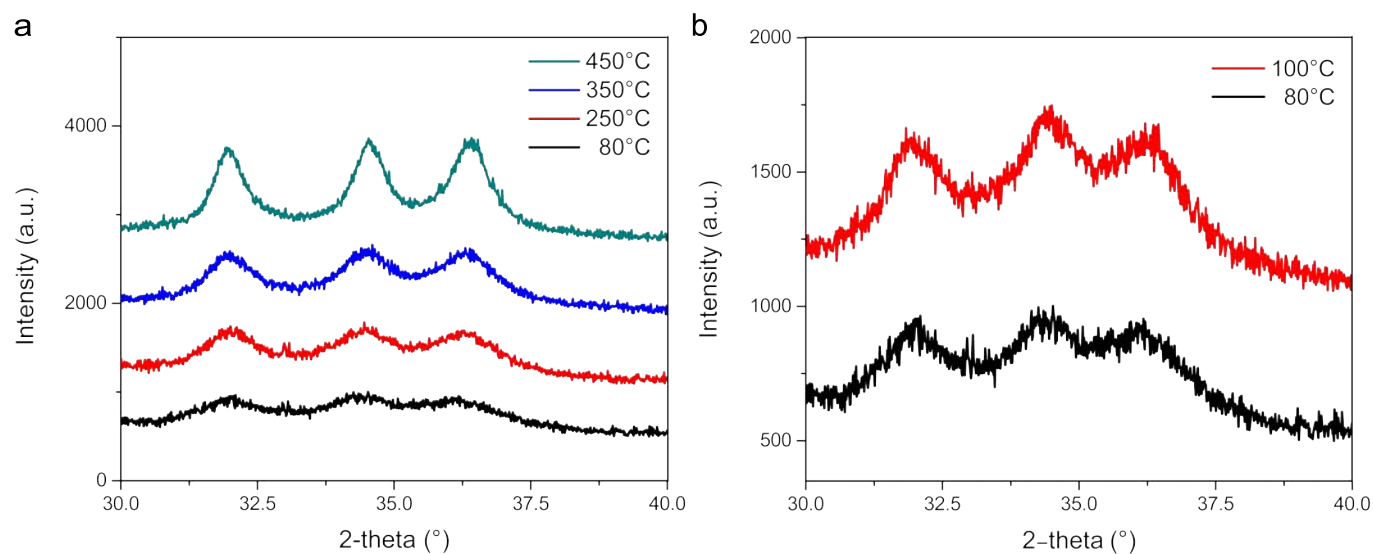 a
450°C
350°C
250°C
80°C
4000
2000
0
Intensity (a.u.)
30.0 32.5 35.0 37.5 40.0
2-theta (°)
b
100°C
80°C
2000
1500
1000
500
Intensity (a.u.)
30.0 32.5 35.0 37.5 40.0
2–theta (°)